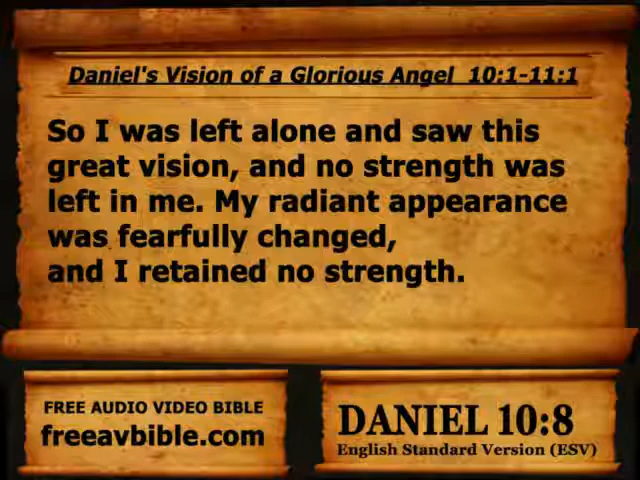 Daniel's Vision of a Glorious Angel 10:1-11:1
So I was left alone and saw this
great vision, and no strength was
left in me. My radiant appearance
was fearfully changed,
and I retained no strength.
FREE AUDIO VIDEO BIBLE
freeavbible.com
DANIEL 10:8
English Standard Version (ESV)